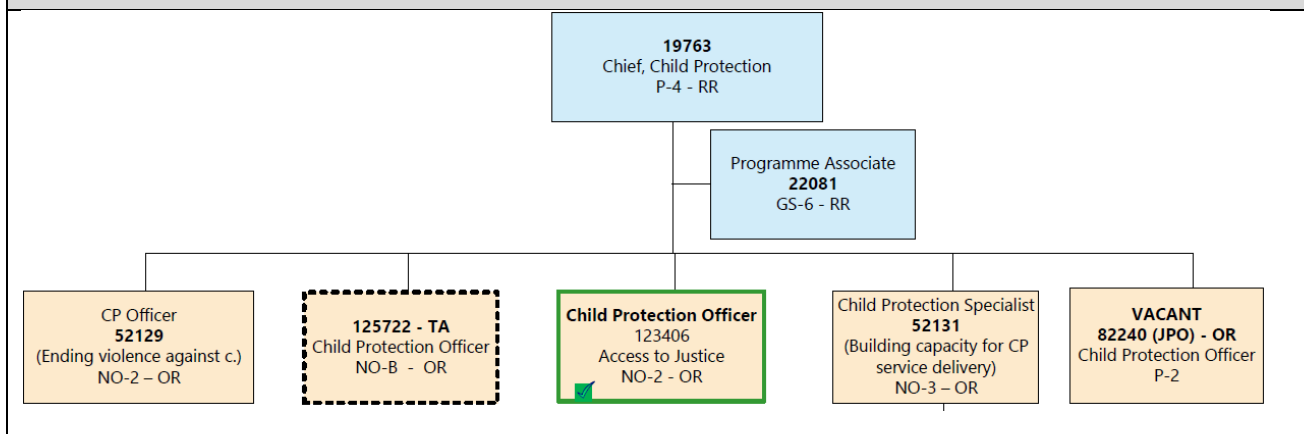 19763
Chief, Child Protection
P-4 - RR
Programme Associate
22081
GS-6 - RR
CP Officer
52129
(Ending violence against c.)
NO-2 – OR
125722 - TA
Child Protection Officer
NO-B - OR
Child Protection Officer
123406
Access to Justice
NO-2 - OR
Child Protection Specialist
52131
(Building capacity for CP
service delivery)
NO-3 – OR
VACANT
82240 (JPO) - OR
Child Protection Officer
P-2